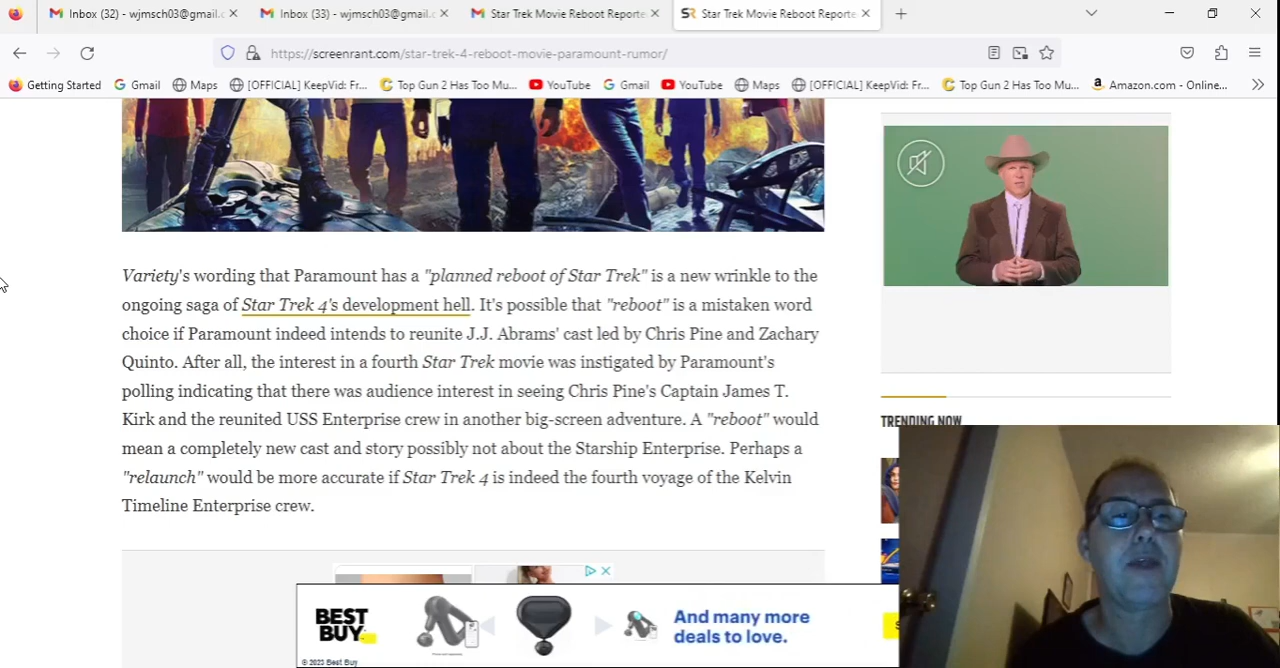 Inbox (32) - wjmsch03@gmail.c
Inbox (33) - wjmsch03@gmail.c
Star Trek Movie Reboot Reporte
SR Star Trek Movie Reboot Reporte
https://screenrant.com/star-trek-4-reboot-movie-paramount-rumor/
Getting Started
Gmail
Maps
[OFFICIAL] KeepVid: Fr...
Top Gun 2 Has Too Mu...
YouTube
Gmail
YouTube
Maps
[OFFICIAL] KeepVid: Fr...
Top Gun 2 Has Too Mu...
Amazon.com - Online...
Variety's wording that Paramount has a "planned reboot of Star Trek" is a new wrinkle to the
ongoing saga of Star Trek 4's development hell. It's possible that "reboot" is a mistaken word
choice if Paramount indeed intends to reunite J.J. Abrams' cast led by Chris Pine and Zachary
Quinto. After all, the interest in a fourth Star Trek movie was instigated by Paramount's
polling indicating that there was audience interest in seeing Chris Pine's Captain James T.
Kirk and the reunited USS Enterprise crew in another big-screen adventure. A "reboot" would
mean a completely new cast and story possibly not about the Starship Enterprise. Perhaps a
"relaunch" would be more accurate if Star Trek 4 is indeed the fourth voyage of the Kelvin
Timeline Enterprise crew.
TRENDING NOW
BEST
BUY
And many more
deals to love.
© 2023 Best Buy